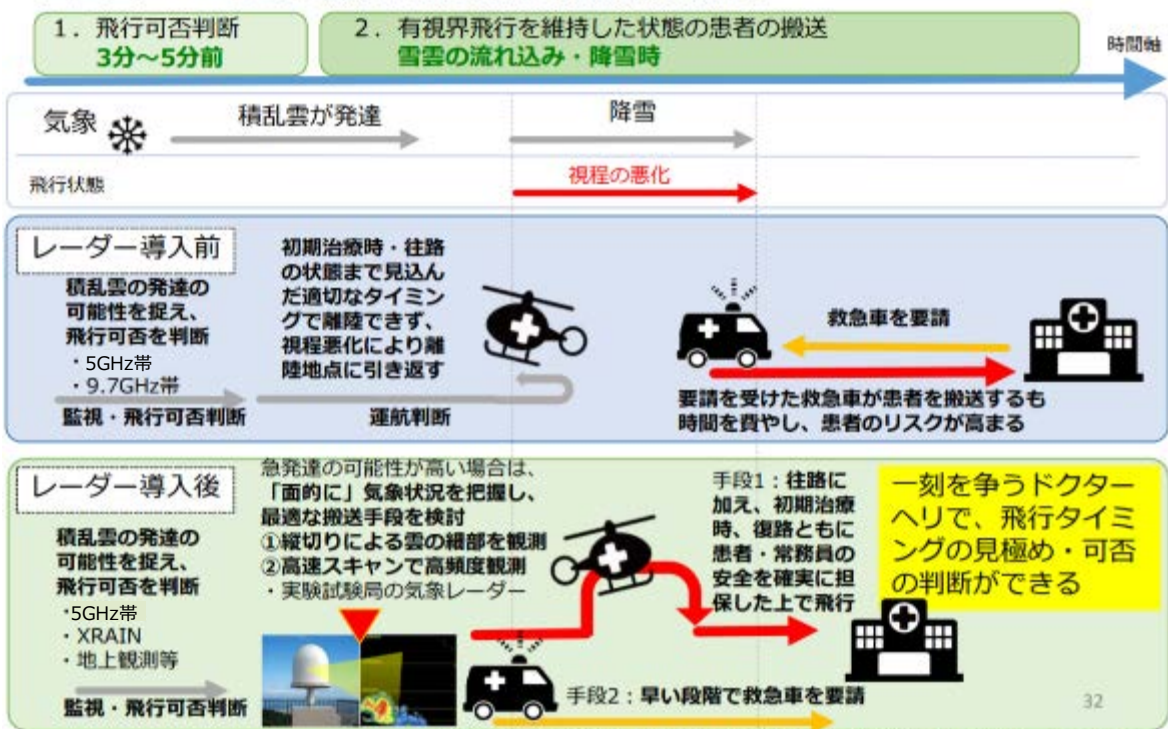 1．飛行可否判断
3分～5分前
2．有視界飛行を維持した状態の患者の搬送
雪雲の流れ込み・降雪時
時間軸
気象
積乱雲が発達
降雪
飛行状態
視程の悪化
レーダー導入前
積乱雲の発達の
可能性を捉え、
飛行可否を判断
・5GHz帯
・9.7GHz帯
監視・飛行可否判断
初期治療時・往路
の状態まで見込ん
だ適切なタイミン
グで離陸できず、
視程悪化により離
陸地点に引き返す
運航判断
救急車を要請
要請を受けた救急車が患者を搬送するも
時間を費やし、患者のリスクが高まる
レーダー導入後
積乱雲の発達の
可能性を捉え、
飛行可否を判断
・5GHz帯
・XRAIN
・地上観測等
監視・飛行可否判断
急発達の可能性が高い場合は、
「面的に」気象状況を把握し、
最適な搬送手段を検討
①縦切りによる雲の細部を観測
②高速スキャンで高頻度観測
・実験試験局の気象レーダー
手段1：往路に
加え、初期治療
時、復路ともに
患者・常務員の
安全を確実に担
保した上で飛行
一刻を争うドクター
ヘリで、飛行タイミ
ングの見極め・可否
の判断ができる
手段2：早い段階で救急車を要請
32